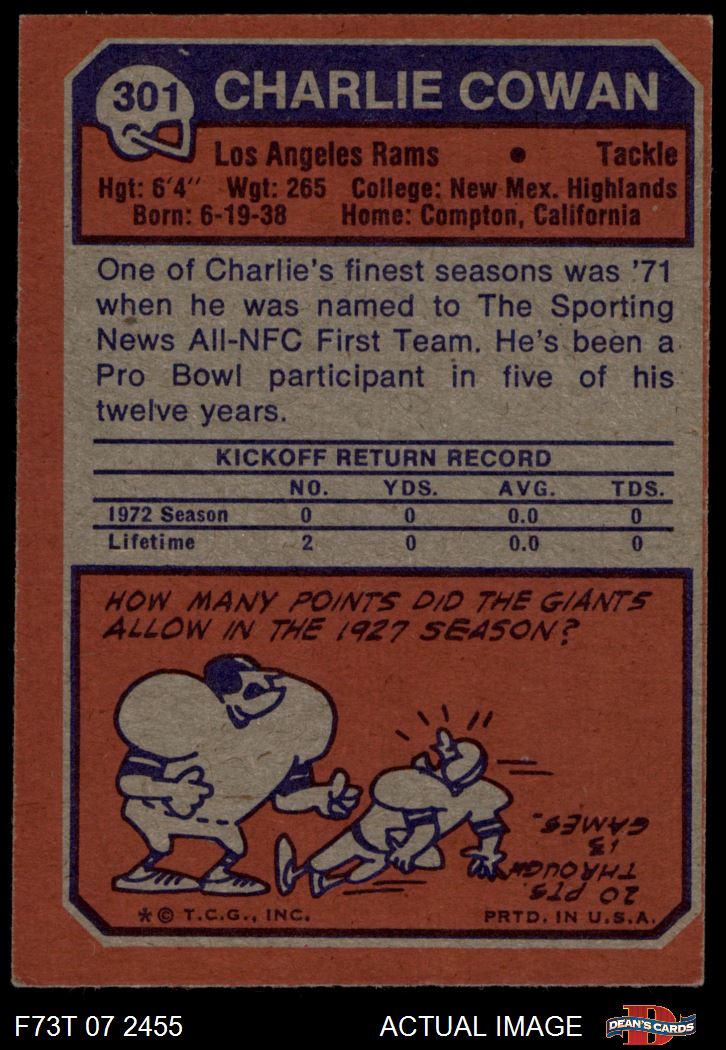 301 CHARLIE COWAN
Los Angeles Rams • Tackle
Hgt: 6'4" Wgt: 265 College: New Mex. Highlands
Born: 6-19-38 Home: Compton, California
One of Charlie's finest seasons was '71
when he was named to The Sporting
News All-NFC First Team. He's been a
Pro Bowl participant in five of his
twelve years.
KICKOFF RETURN RECORD
NO. YDS. AVG. TDS.
1972 Season 0 0 0.0 0
Lifetime 2 0 0.0 0
HOW MANY POINTS DID THE GIANTS
ALLOW IN THE 1927 SEASON?
20 PTS.
THROUGH
13
GAMES.
* © T.C.G., INC. PRTD. IN U.S.A.
F73T 07 2455 ACTUAL IMAGE D DEAN'S CARDS